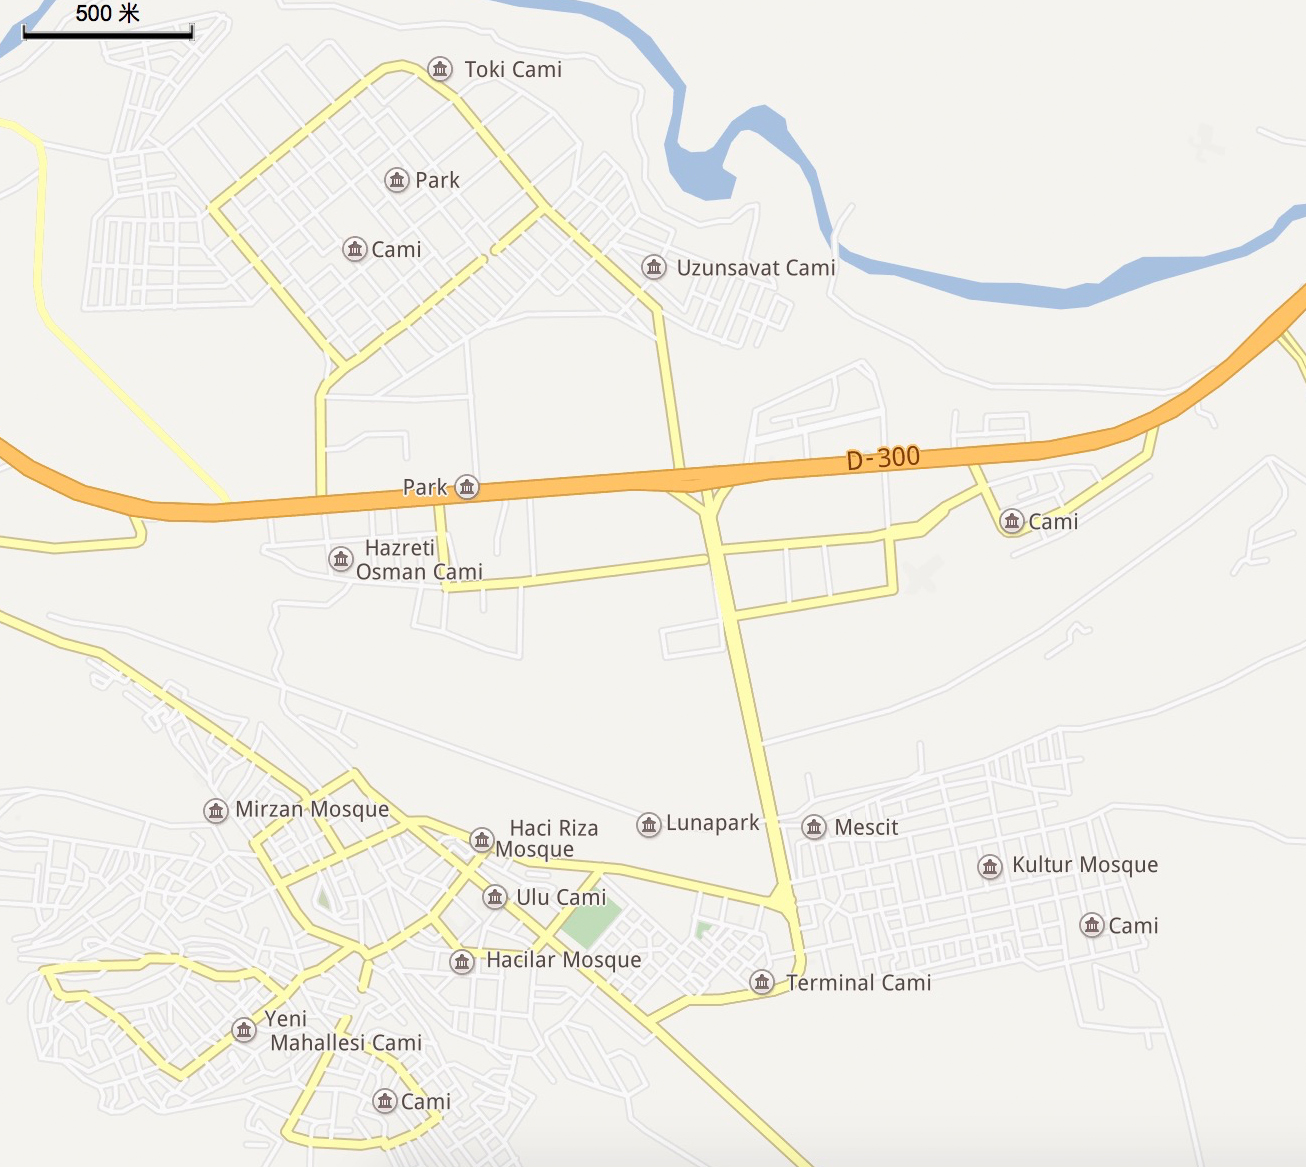 500 米
Toki Cami
Park
Cami
Uzunsavat Cami
D-300
Park
Cami
Hazreti
Osman Cami
Mirzan Mosque
Haci Riza
Mosque
Lunapark
Mescit
Kultur Mosque
Ulu Cami
Cami
Hacilar Mosque
Terminal Cami
Yeni
Mahallesi Cami
Cami